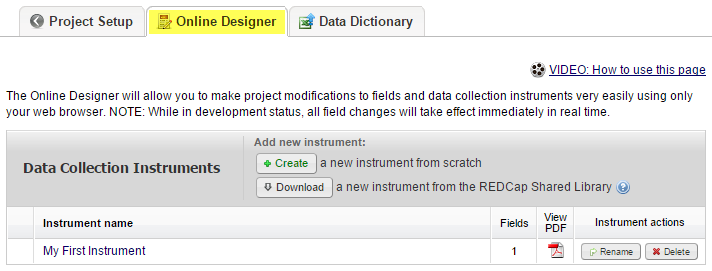 Project Setup Online Designer Data Dictionary
VIDEO: How to use this page
The Online Designer will allow you to make project modifications to fields and data collection instruments very easily using only
your web browser. NOTE: While in development status, all field changes will take effect immediately in real time.
Data Collection Instruments
Add new instrument:
Create a new instrument from scratch
Download a new instrument from the REDCap Shared Library ?
Instrument name Fields View PDF Instrument actions
My First Instrument 1 Rename Delete